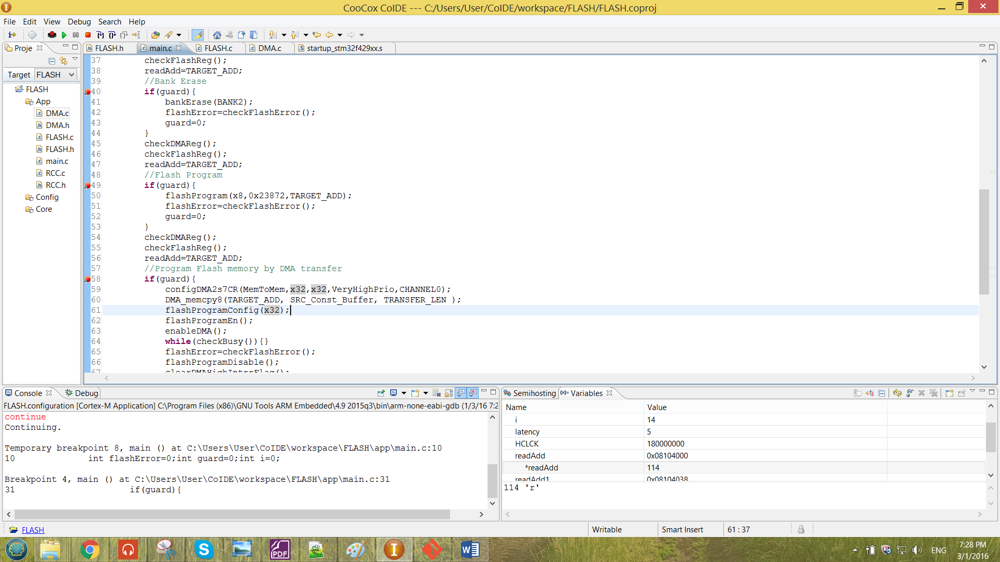 CooCox CoIDE --- C:/Users/User/CoIDE/workspace/FLASH/FLASH.coproj
File Edit View Debug Search Help
Proje
Target FLASH
FLASH
App
DMA.c
DMA.h
FLASH.c
FLASH.h
main.c
RCC.c
RCC.h
Config
Core
FLASH.h main.c FLASH.c DMA.c startup_stm32f429xx.s
37 checkFlashReg();
38 readAdd=TARGET_ADD;
39 //Bank Erase
40 if(guard){
41 bankErase(BANK2);
42 flashError=checkFlashError();
43 guard=0;
44 }
45 checkDMAReg();
46 checkFlashReg();
47 readAdd=TARGET_ADD;
48 //Flash Program
49 if(guard){
50 flashProgram(x8,0x23872,TARGET_ADD);
51 flashError=checkFlashError();
52 guard=0;
53 }
54 checkDMAReg();
55 checkFlashReg();
56 readAdd=TARGET_ADD;
57 //Program Flash memory by DMA transfer
58 if(guard){
59 configDMA2s7CR(MemToMem,x32,x32,VeryHighPrio,CHANNEL0);
60 DMA_memcpy8(TARGET_ADD, SRC_Const_Buffer, TRANSFER_LEN );
61 flashProgramConfig(x32);
62 flashProgramEn();
63 enableDMA();
64 while(checkBusy()){}
65 flashError=checkFlashError();
66 flashProgramDisable();
67 clearDMAHighIntrrFlag();
Console Debug
FLASH.configuration [Cortex-M Application] C:\Program Files (x86)\GNU Tools ARM Embedded\4.9 2015q3\bin\arm-none-eabi-gdb (1/3/16 7:2
continue
Continuing.
Temporary breakpoint 8, main () at C:\Users\User\CoIDE\workspace\FLASH\app\main.c:10
10 int flashError=0;int guard=0;int i=0;
Breakpoint 4, main () at C:\Users\User\CoIDE\workspace\FLASH\app\main.c:31
31 if(guard){
Semihosting (x)= Variables
Name Value
i 14
latency 5
HCLCK 180000000
readAdd 0x08104000
*readAdd 114
readAdd1 0x08104038
114 'r'
FLASH
Writable Smart Insert 61 : 37
PDF
ENG
7:28 PM
3/1/2016